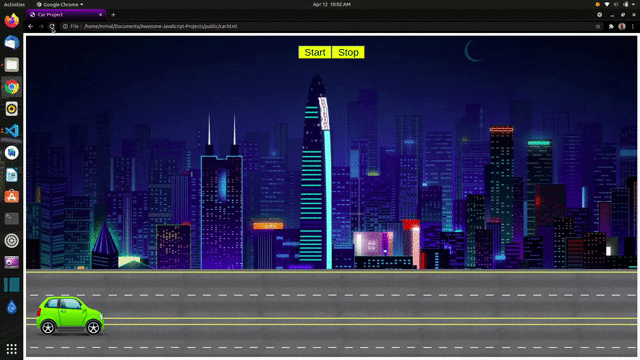 Activities
Google Chrome
Apr 12 10:02 AM
Car Project
File
/home/mrinal/Documents/Awesome-JavaScript-Projects/public/car.html
Start
Stop